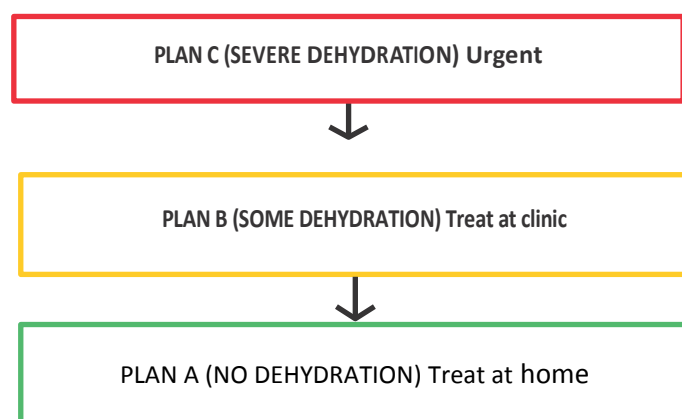 PLAN C (SEVERE DEHYDRATION) Urgent
PLAN B (SOME DEHYDRATION) Treat at clinic
PLAN A (NO DEHYDRATION) Treat at home